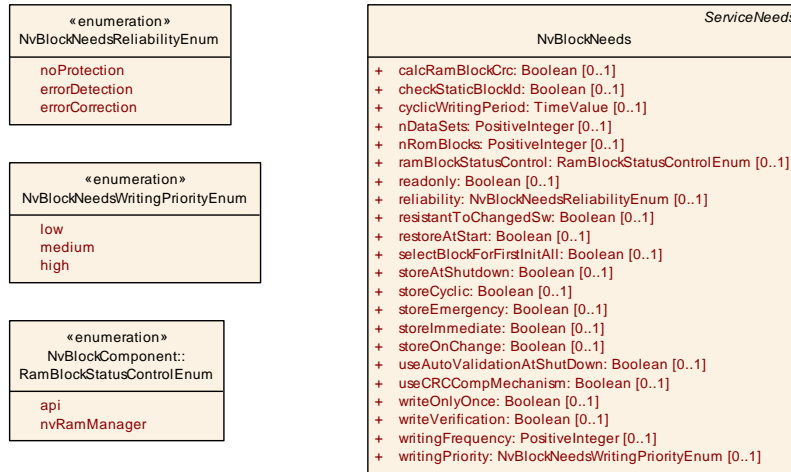 «enumeration»
NvBlockNeedsReliabilityEnum
noProtection
errorDetection
errorCorrection
«enumeration»
NvBlockNeedsWritingPriorityEnum
low
medium
high
«enumeration»
NvBlockComponent::
RamBlockStatusControlEnum
api
nvRamManager
ServiceNeeds
NvBlockNeeds
+ calcRamBlockCrc: Boolean [0..1]
+ checkStaticBlockId: Boolean [0..1]
+ cyclicWritingPeriod: TimeValue [0..1]
+ nDataSets: PositiveInteger [0..1]
+ nRomBlocks: PositiveInteger [0..1]
+ ramBlockStatusControl: RamBlockStatusControlEnum [0..1]
+ readonly: Boolean [0..1]
+ reliability: NvBlockNeedsReliabilityEnum [0..1]
+ resistantToChangedSw: Boolean [0..1]
+ restoreAtStart: Boolean [0..1]
+ selectBlockForFirstInitAll: Boolean [0..1]
+ storeAtShutdown: Boolean [0..1]
+ storeCyclic: Boolean [0..1]
+ storeEmergency: Boolean [0..1]
+ storeImmediate: Boolean [0..1]
+ storeOnChange: Boolean [0..1]
+ useAutoValidationAtShutDown: Boolean [0..1]
+ useCRCCompMechanism: Boolean [0..1]
+ writeOnlyOnce: Boolean [0..1]
+ writeVerification: Boolean [0..1]
+ writingFrequency: PositiveInteger [0..1]
+ writingPriority: NvBlockNeedsWritingPriorityEnum [0..1]